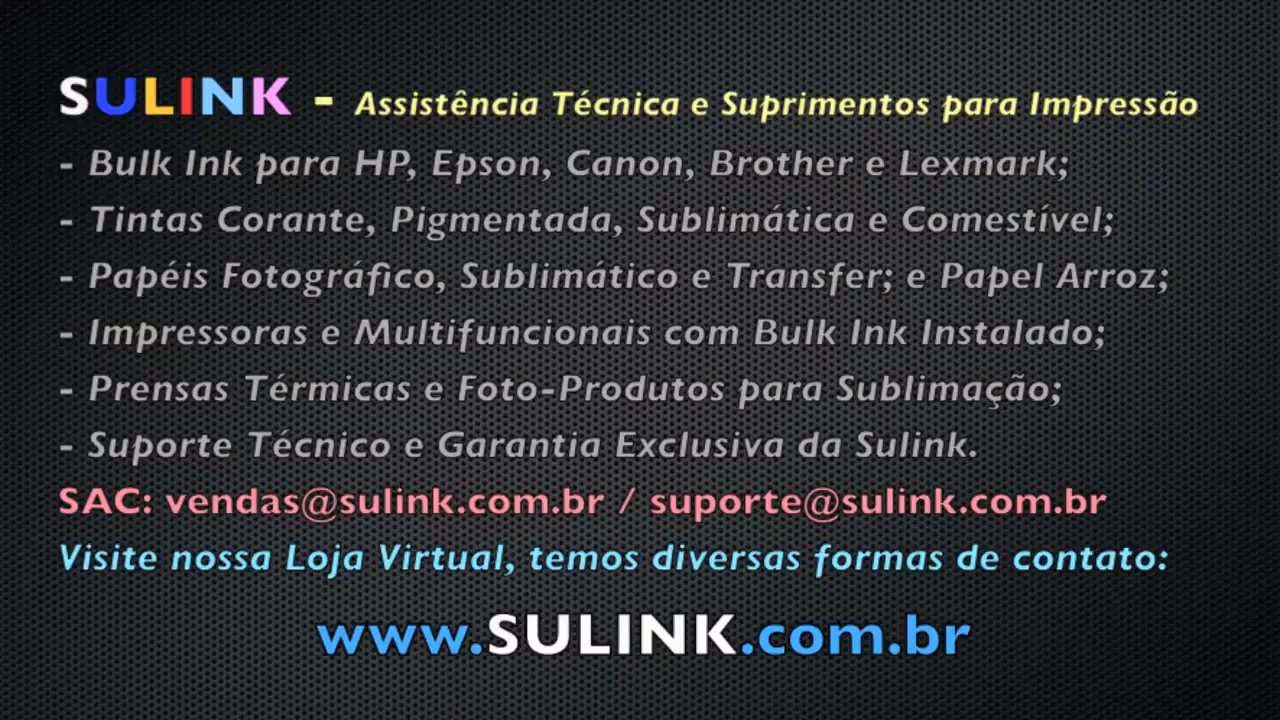 SULINK - Assistência Técnica e Suprimentos para Impressão
- Bulk Ink para HP, Epson, Canon, Brother e Lexmark;
- Tintas Corante, Pigmentada, Sublimática e Comestível;
- Papéis Fotográfico, Sublimático e Transfer; e Papel Arroz;
- Impressoras e Multifuncionais com Bulk Ink Instalado;
- Prensas Térmicas e Foto-Produtos para Sublimação;
- Suporte Técnico e Garantia Exclusiva da Sulink.
SAC: vendas@sulink.com.br / suporte@sulink.com.br
Visite nossa Loja Virtual, temos diversas formas de contato:
www.SULINK.com.br